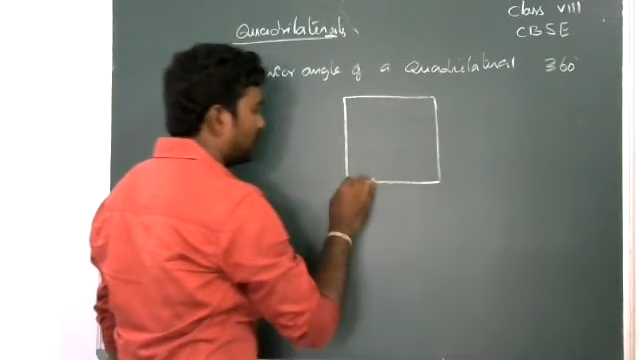 Quadrilaterals
Class VIII
CBSE
angle of a Quadrilateral 360°